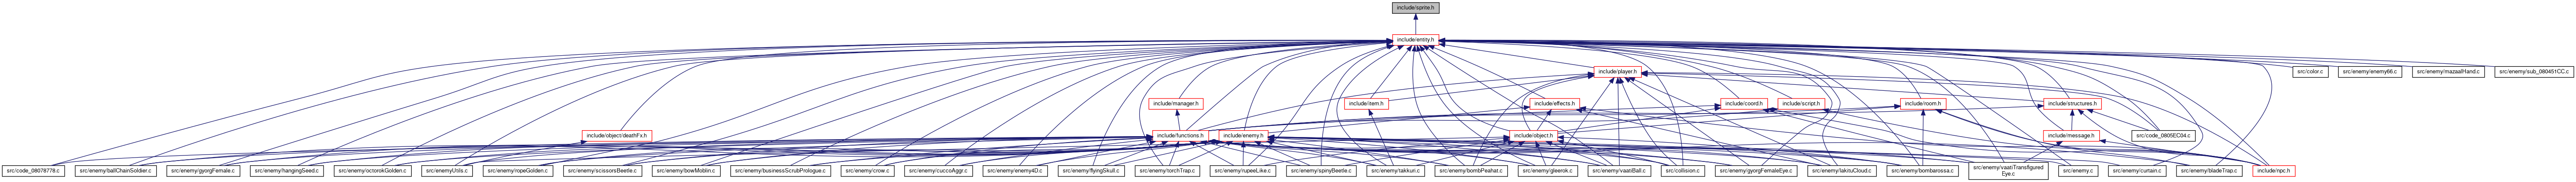 include/sprite.h
include/entity.h
include/player.h
src/color.c
src/enemy/enemy66.c
src/enemy/mazaalHand.c
src/enemy/sub_080451CC.c
include/manager.h
include/item.h
include/effects.h
include/coord.h
include/script.h
include/room.h
include/structures.h
include/object/deathFx.h
include/functions.h
include/enemy.h
include/object.h
include/message.h
src/code_0805EC04.c
src/code_08078778.c
src/enemy/ballChainSoldier.c
src/enemy/gyorgFemale.c
src/enemy/hangingSeed.c
src/enemy/octorokGolden.c
src/enemyUtils.c
src/enemy/ropeGolden.c
src/enemy/scissorsBeetle.c
src/enemy/bowMoblin.c
src/enemy/businessScrubPrologue.c
src/enemy/crow.c
src/enemy/cuccoAggr.c
src/enemy/enemy4D.c
src/enemy/flyingSkull.c
src/enemy/torchTrap.c
src/enemy/rupeeLike.c
src/enemy/spinyBeetle.c
src/enemy/takkuri.c
src/enemy/bombPeahat.c
src/enemy/gleerok.c
src/enemy/vaatiBall.c
src/collision.c
src/enemy/gyorgFemaleEye.c
src/enemy/lakituCloud.c
src/enemy/bombarossa.c
src/enemy/vaatiTransfigured
Eye.c
src/enemy.c
src/enemy/curtain.c
src/enemy/bladeTrap.c
include/npc.h